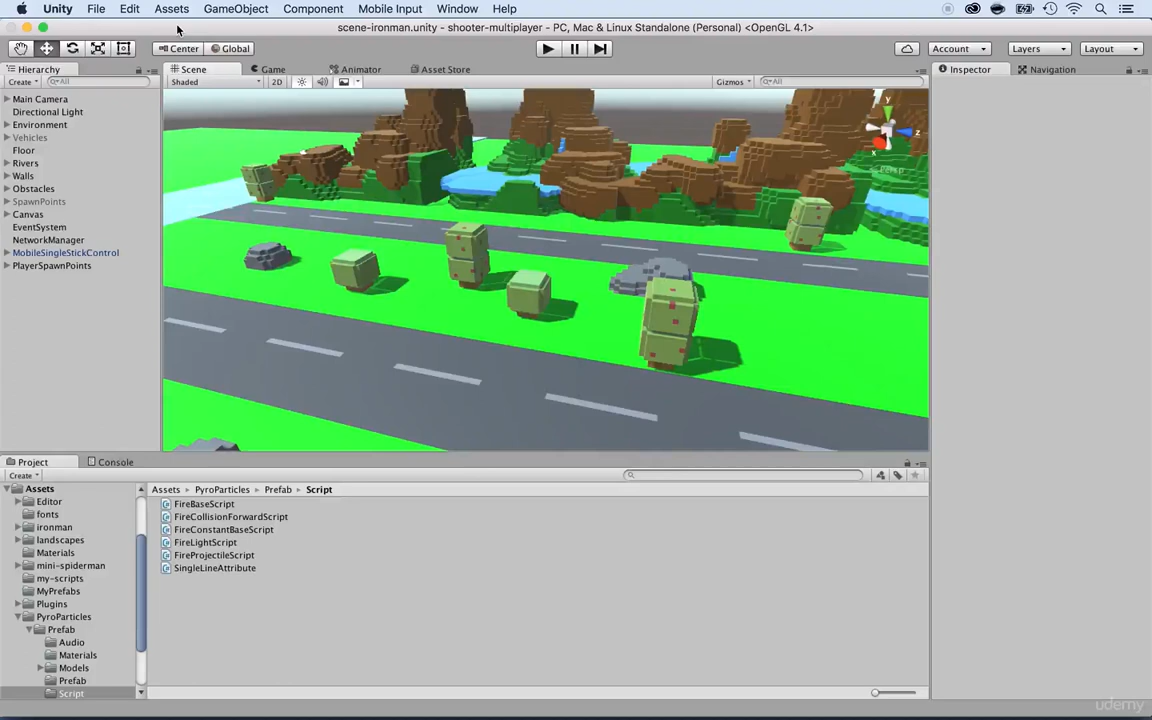 Unity File Edit Assets GameObject Component Mobile Input Window Help
scene-ironman.unity - shooter-multiplayer - PC, Mac & Linux Standalone (Personal) <OpenGL 4.1>
Center Global Account Layers Layout
Hierarchy Scene Game Animator Asset Store Inspector Navigation
Create All Shaded 2D Gizmos All
Main Camera
Directional Light
Environment
Vehicles
Floor
Rivers
Walls
Obstacles
SpawnPoints
Canvas
EventSystem
NetworkManager
MobileSingleStickControl
PlayerSpawnPoints
y
z
x
Persp
Project Console
Create
Assets
Editor
fonts
ironman
landscapes
Materials
mini-spiderman
my-scripts
MyPrefabs
Plugins
PyroParticles
Prefab
Audio
Materials
Models
Prefab
Script
Assets PyroParticles Prefab Script
FireBaseScript
FireCollisionForwardScript
FireConstantBaseScript
FireLightScript
FireProjectileScript
SingleLineAttribute
udemy